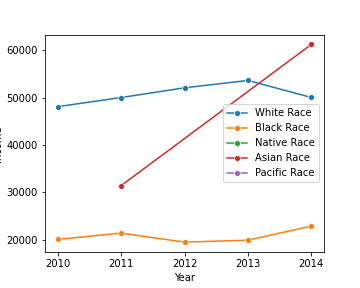 60000
50000
40000
30000
20000
White Race
Black Race
Native Race
Asian Race
Pacific Race
2010 2011 2012 2013 2014
Year